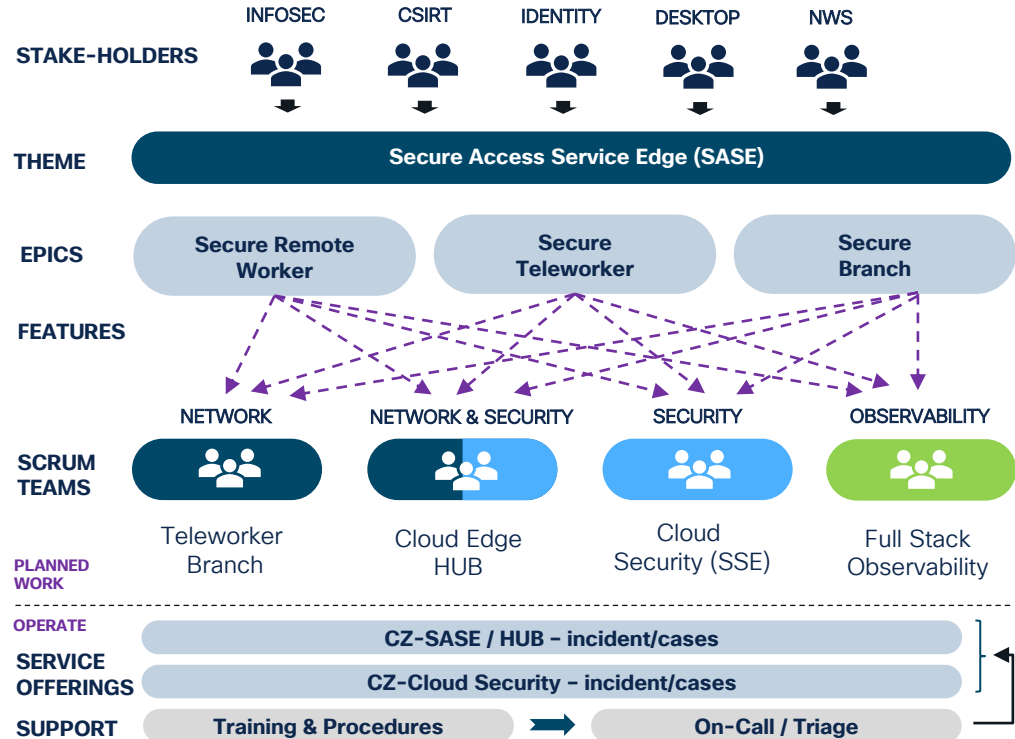 INFOSEC
CSIRT
IDENTITY
DESKTOP
NWS
STAKE-HOLDERS
THEME
Secure Access Service Edge (SASE)
EPICS
Secure Remote
Worker
Secure
Teleworker
Secure
Branch
FEATURES
NETWORK
NETWORK & SECURITY
SECURITY
OBSERVABILITY
SCRUM
TEAMS
Teleworker
Branch
Cloud Edge
HUB
Cloud
Security (SSE)
Full Stack
Observability
PLANNED
WORK
OPERATE
SERVICE
OFFERINGS
CZ-SASE / HUB – incident/cases
CZ-Cloud Security – incident/cases
SUPPORT
Training & Procedures
On-Call / Triage